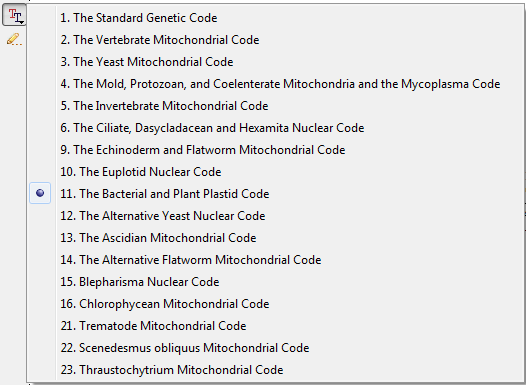 1. The Standard Genetic Code
2. The Vertebrate Mitochondrial Code
3. The Yeast Mitochondrial Code
4. The Mold, Protozoan, and Coelenterate Mitochondria and the Mycoplasma Code
5. The Invertebrate Mitochondrial Code
6. The Ciliate, Dasycladacean and Hexamita Nuclear Code
9. The Echinoderm and Flatworm Mitochondrial Code
10. The Euplotid Nuclear Code
11. The Bacterial and Plant Plastid Code
12. The Alternative Yeast Nuclear Code
13. The Ascidian Mitochondrial Code
14. The Alternative Flatworm Mitochondrial Code
15. Blepharisma Nuclear Code
16. Chlorophycean Mitochondrial Code
21. Trematode Mitochondrial Code
22. Scenedesmus obliquus Mitochondrial Code
23. Thraustochytrium Mitochondrial Code